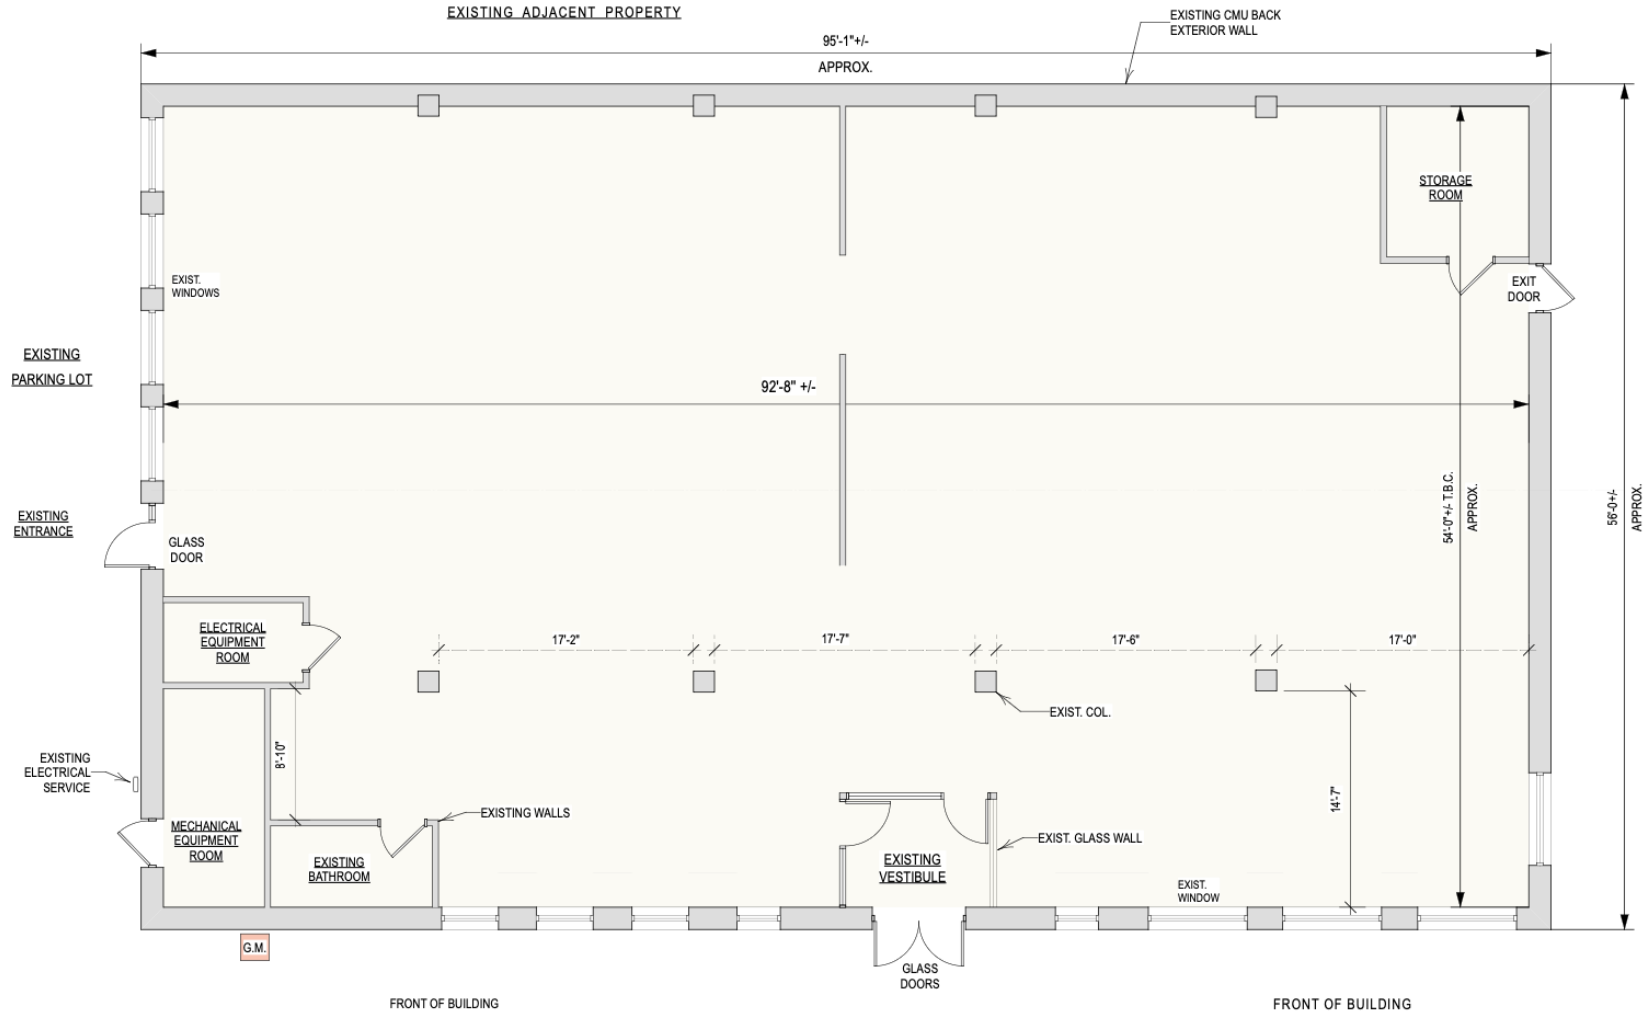 EXISTING ADJACENT PROPERTY
EXISTING CMU BACK
EXTERIOR WALL
95'-1"+/-
APPROX.
STORAGE
ROOM
EXIST.
WINDOWS
EXIT
DOOR
EXISTING
PARKING LOT
92'-8" +/-
54'-0"+/- T.B.C.
APPROX.
56'-0+/-
APPROX.
EXISTING
ENTRANCE
GLASS
DOOR
ELECTRICAL
EQUIPMENT
ROOM
17'-2"
17'-7"
17'-6"
17'-0"
EXIST. COL.
8'-10"
EXISTING
ELECTRICAL
SERVICE
14'-7"
EXISTING WALLS
MECHANICAL
EQUIPMENT
ROOM
EXIST. GLASS WALL
EXISTING
BATHROOM
EXISTING
VESTIBULE
EXIST.
WINDOW
G.M.
GLASS
DOORS
FRONT OF BUILDING
FRONT OF BUILDING